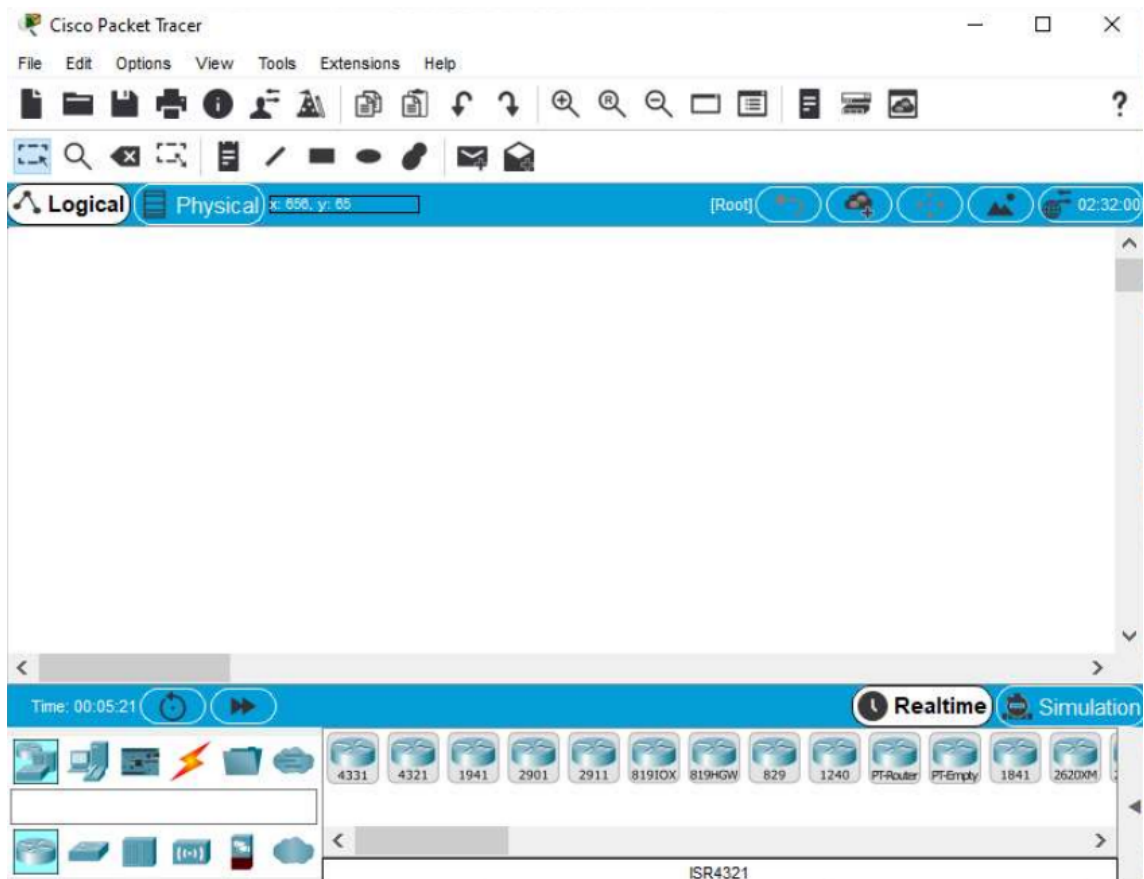 Cisco Packet Tracer
File Edit Options View Tools Extensions Help
?
Logical Physical x: 656, y: 65 [Root] 02:32:00
Time: 00:05:21 Realtime Simulation
4331 4321 1941 2901 2911 819IOX 819HGW 829 1240 PT-Router PT-Empty 1841 2620XM
ISR4321